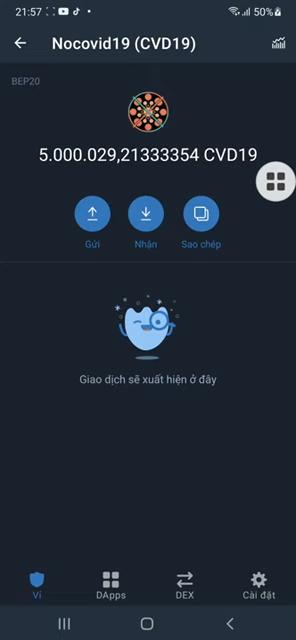 21:57
50%
Nocovid19 (CVD19)
BEP20
5.000.029,21333354 CVD19
Gửi
Nhận
Sao chép
Giao dịch sẽ xuất hiện ở đây
Ví
DApps
DEX
Cài đặt